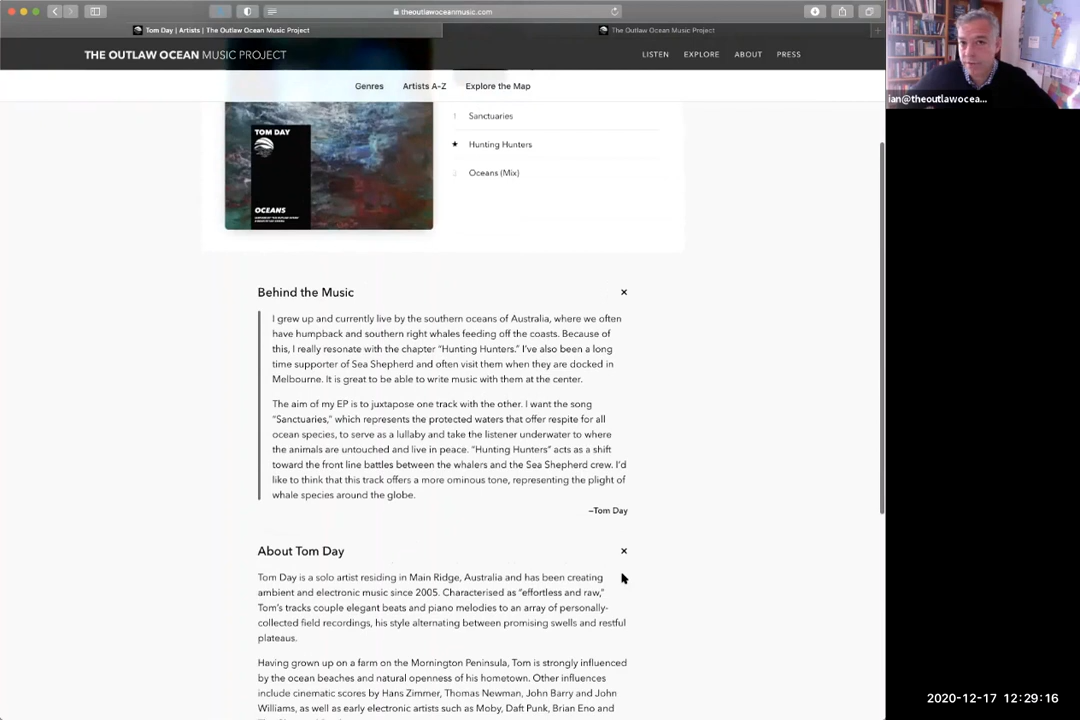 theoutlawoceanmusic.com
Tom Day | Artists | The Outlaw Ocean Music Project
The Outlaw Ocean Music Project
THE OUTLAW OCEAN MUSIC PROJECT
LISTEN EXPLORE ABOUT PRESS
ian@theoutlawocea...
Genres Artists A-Z Explore the Map
1 Sanctuaries
TOM DAY
★ Hunting Hunters
Oceans (Mix)
OCEANS
Behind the Music ×
I grew up and currently live by the southern oceans of Australia, where we often
have humpback and southern right whales feeding off the coasts. Because of
this, I really resonate with the chapter “Hunting Hunters.” I’ve also been a long
time supporter of Sea Shepherd and often visit them when they are docked in
Melbourne. It is great to be able to write music with them at the center.
The aim of my EP is to juxtapose one track with the other. I want the song
“Sanctuaries,” which represents the protected waters that offer respite for all
ocean species, to serve as a lullaby and take the listener underwater to where
the animals are untouched and live in peace. “Hunting Hunters” acts as a shift
toward the front line battles between the whalers and the Sea Shepherd crew. I’d
like to think that this track offers a more ominous tone, representing the plight of
whale species around the globe.
–Tom Day
About Tom Day ×
Tom Day is a solo artist residing in Main Ridge, Australia and has been creating
ambient and electronic music since 2005. Characterised as “effortless and raw,”
Tom’s tracks couple elegant beats and piano melodies to an array of personally-
collected field recordings, his style alternating between promising swells and restful
plateaus.
Having grown up on a farm on the Mornington Peninsula, Tom is strongly influenced
by the ocean beaches and natural openness of his hometown. Other influences
include cinematic scores by Hans Zimmer, Thomas Newman, John Barry and John
Williams, as well as early electronic artists such as Moby, Daft Punk, Brian Eno and
2020-12-17 12:29:16